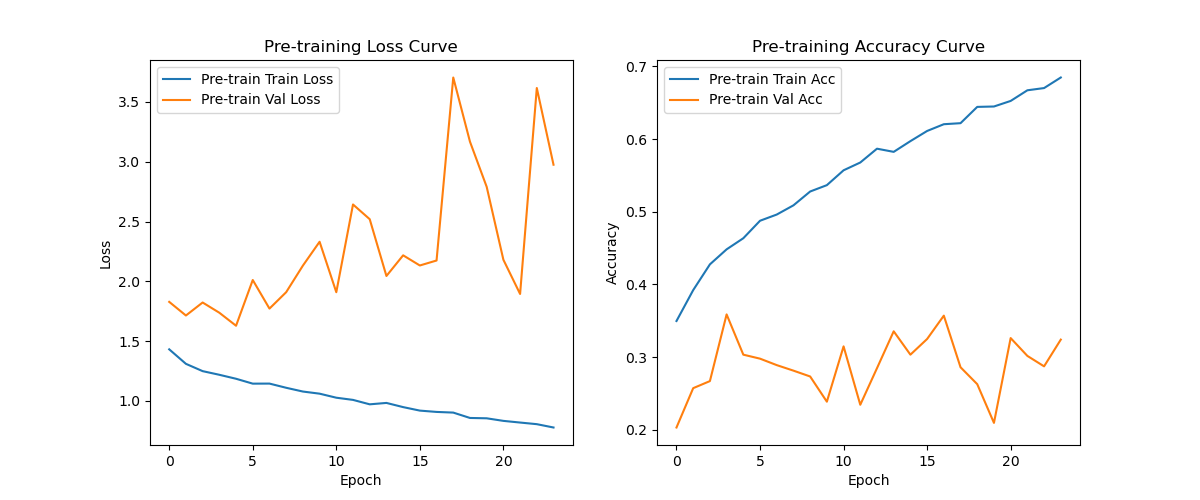 Pre-training Loss Curve
Pre-train Train Loss
Pre-train Val Loss
3.5
3.0
2.5
2.0
1.5
1.0
Loss
0 5 10 15 20
Epoch
Pre-training Accuracy Curve
Pre-train Train Acc
Pre-train Val Acc
0.7
0.6
0.5
0.4
0.3
0.2
Accuracy
0 5 10 15 20
Epoch